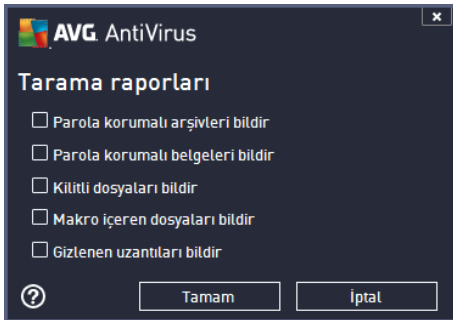 AVG. AntiVirus
Tarama raporları
Parola korumalı arşivleri bildir
Parola korumalı belgeleri bildir
Kilitli dosyaları bildir
Makro içeren dosyaları bildir
Gizlenen uzantıları bildir
Tamam
İptal